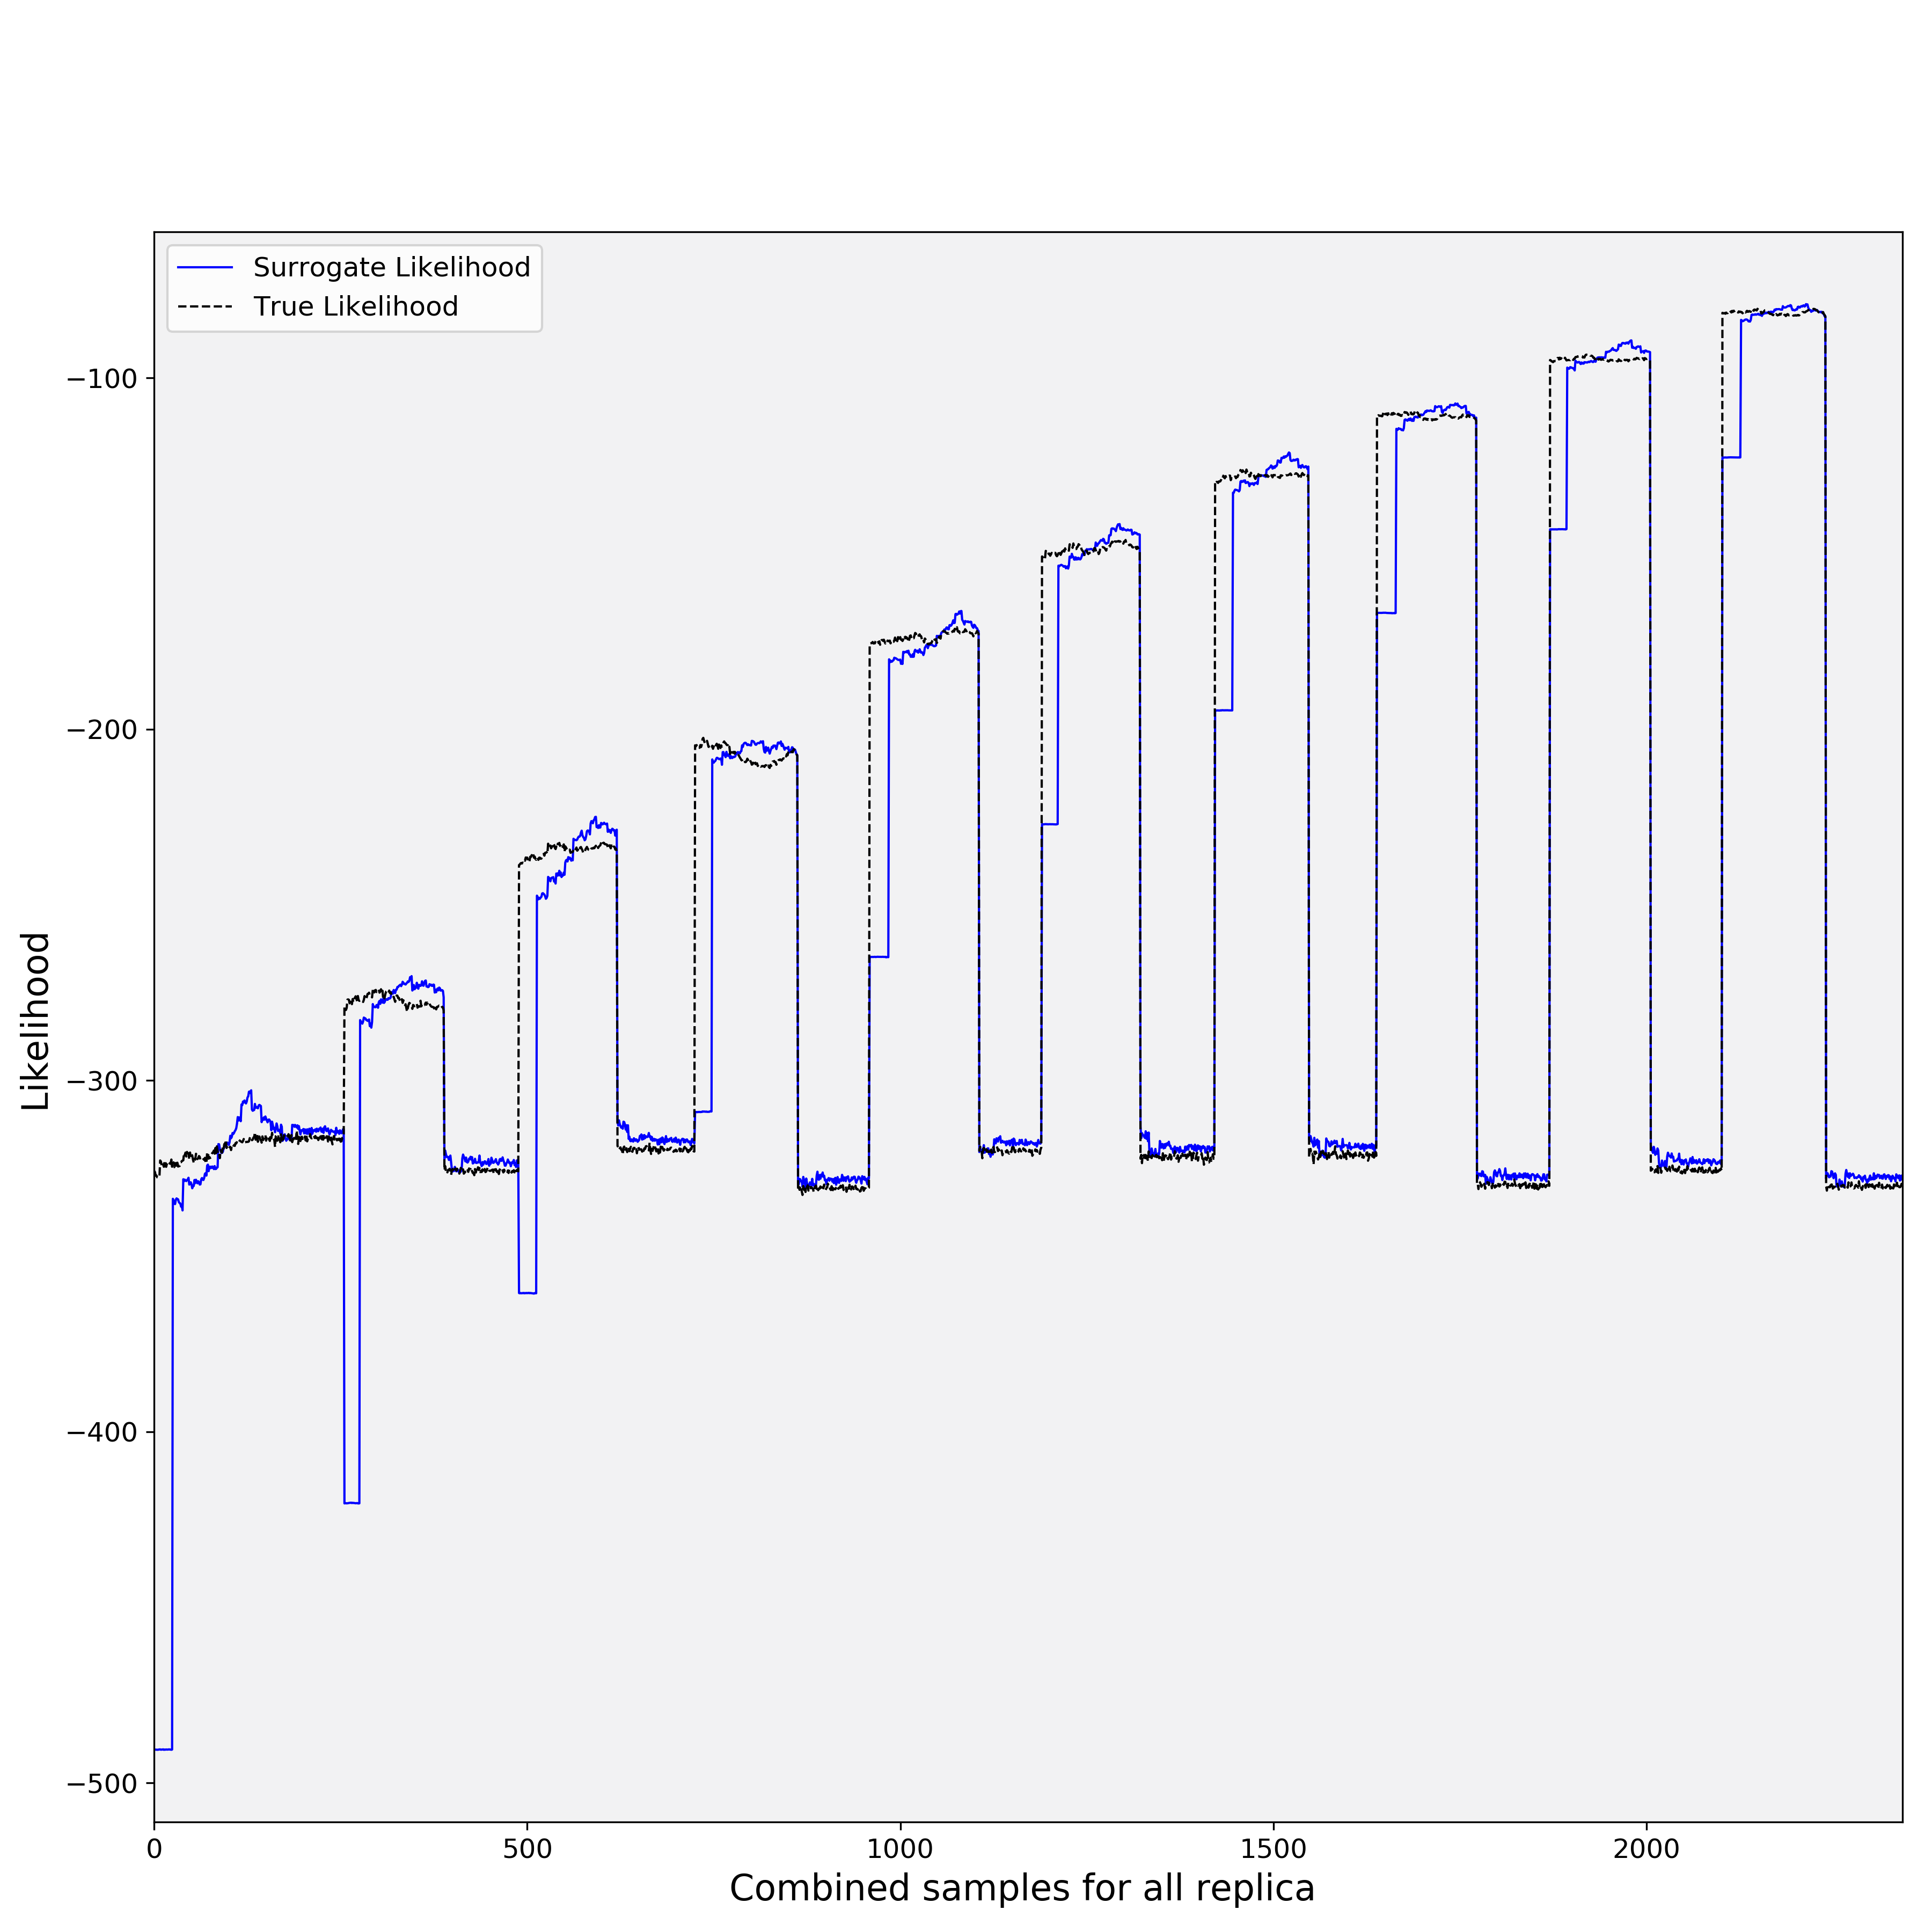 Surrogate Likelihood
True Likelihood
−100
−200
−300
−400
−500
Likelihood
0 500 1000 1500 2000
Combined samples for all replica